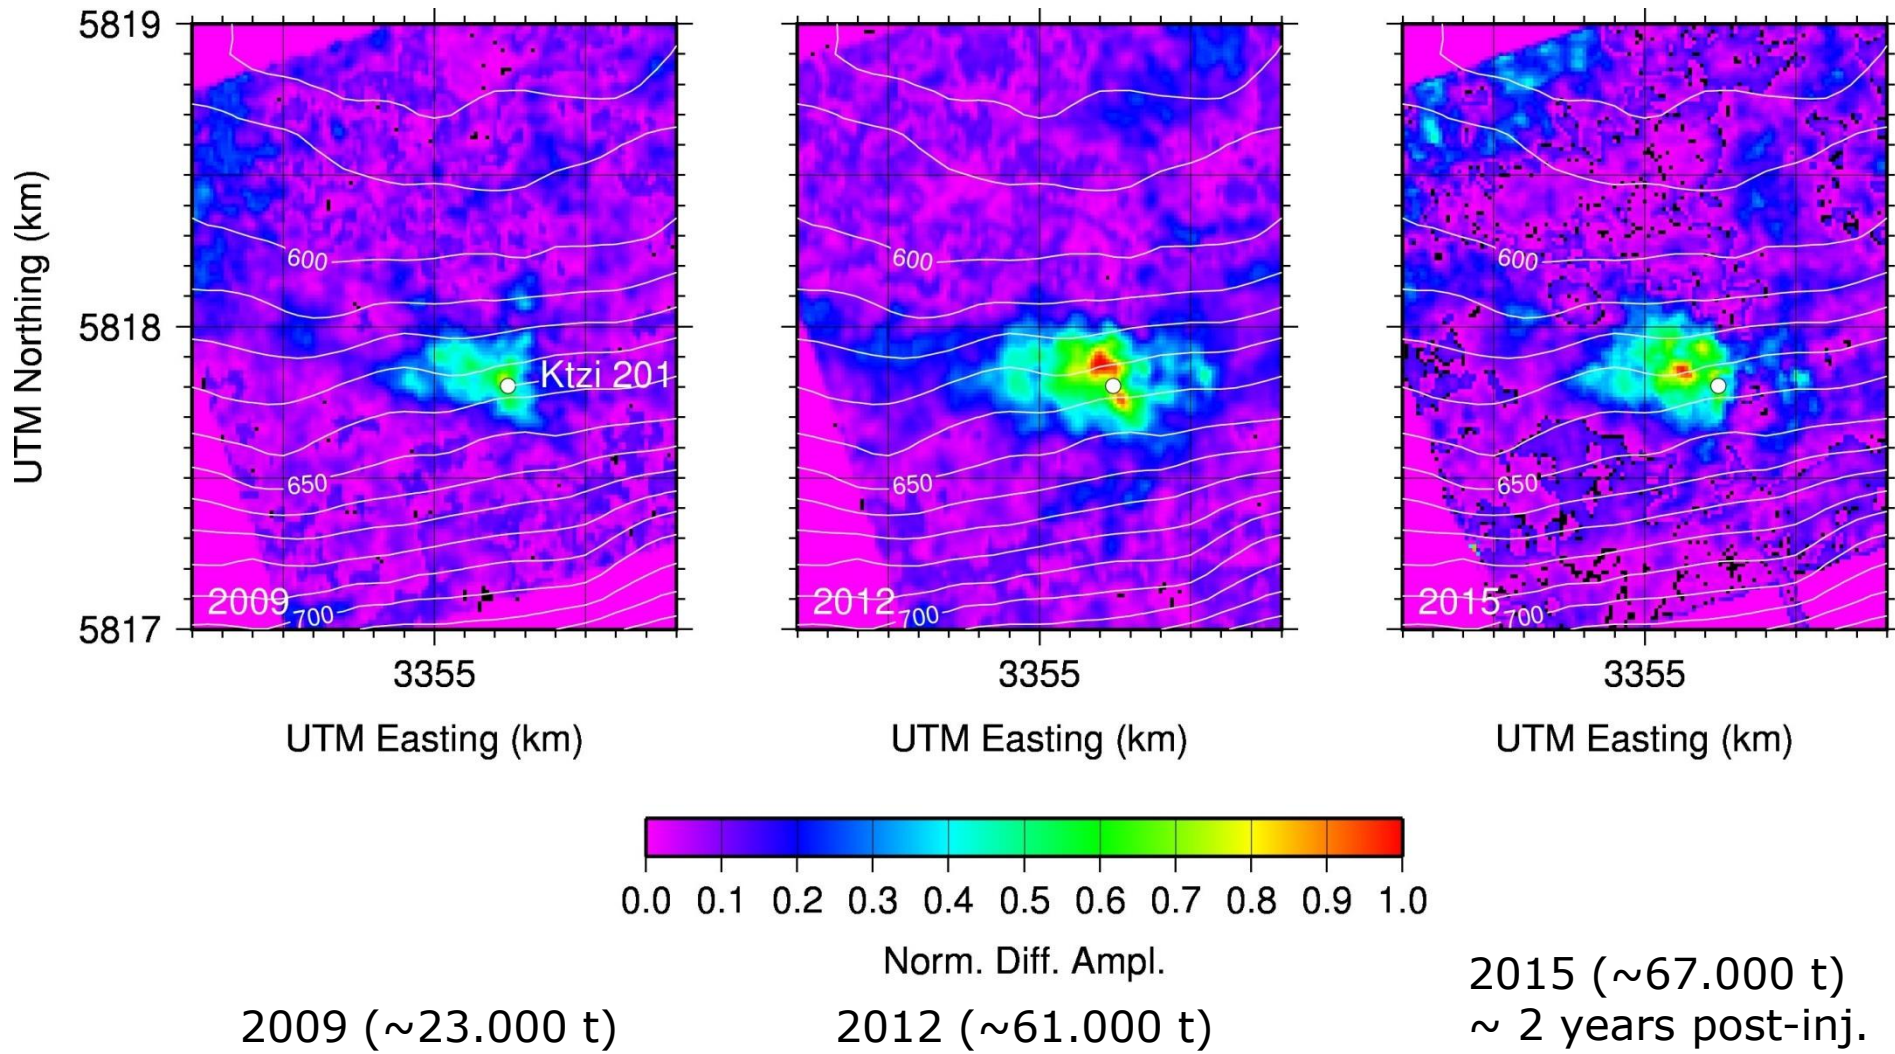 5819
5818
5817
UTM Northing (km)
600
650
700
2009
Ktzi 201
3355
UTM Easting (km)
600
650
700
2012
3355
UTM Easting (km)
600
650
700
2015
3355
UTM Easting (km)
0.0 0.1 0.2 0.3 0.4 0.5 0.6 0.7 0.8 0.9 1.0
Norm. Diff. Ampl.
2009 (~23.000 t)
2012 (~61.000 t)
2015 (~67.000 t)
~ 2 years post-inj.